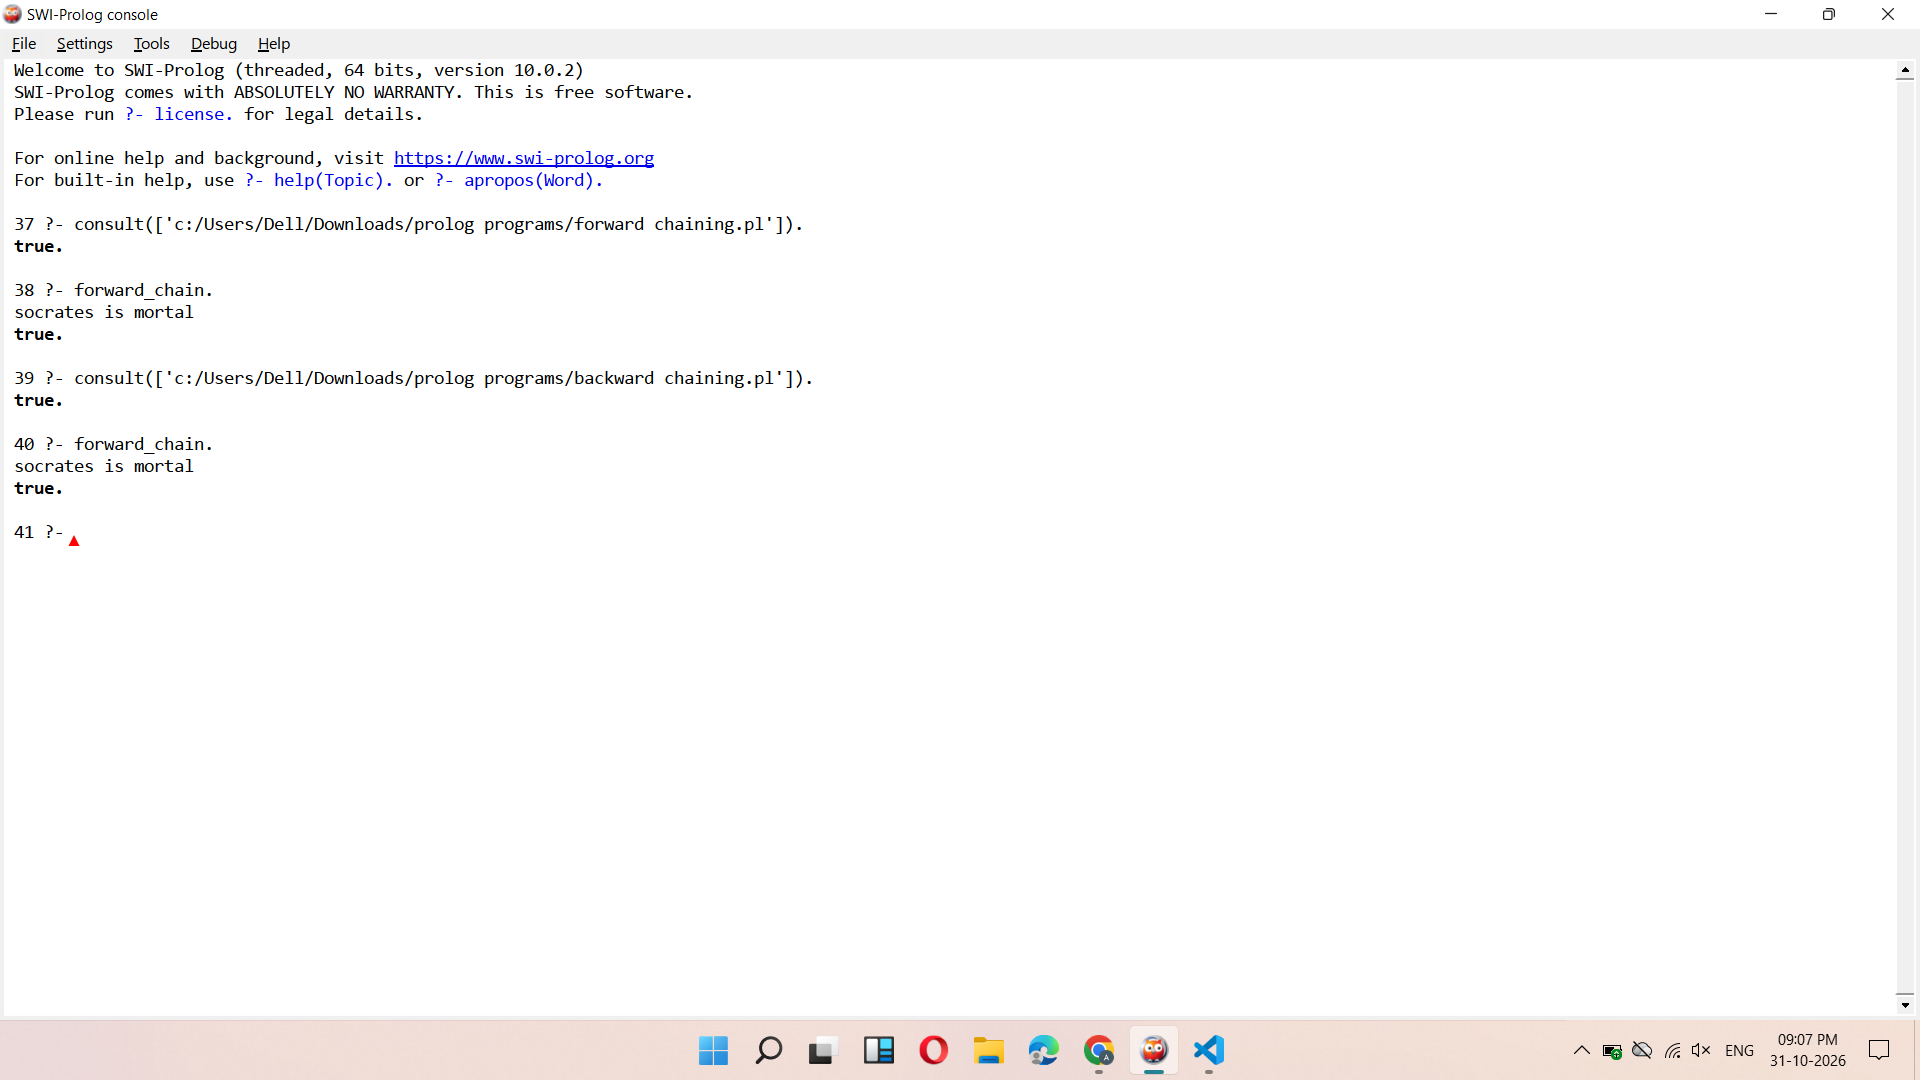 SWI-Prolog console
File Settings Tools Debug Help
Welcome to SWI-Prolog (threaded, 64 bits, version 10.0.2)
SWI-Prolog comes with ABSOLUTELY NO WARRANTY. This is free software.
Please run ?- license. for legal details.
For online help and background, visit https://www.swi-prolog.org
For built-in help, use ?- help(Topic). or ?- apropos(Word).
37 ?- consult(['c:/Users/Dell/Downloads/prolog programs/forward chaining.pl']).
true.
38 ?- forward_chain.
socrates is mortal
true.
39 ?- consult(['c:/Users/Dell/Downloads/prolog programs/backward chaining.pl']).
true.
40 ?- forward_chain.
socrates is mortal
true.
41 ?-
A
ENG
09:07 PM
31-10-2026